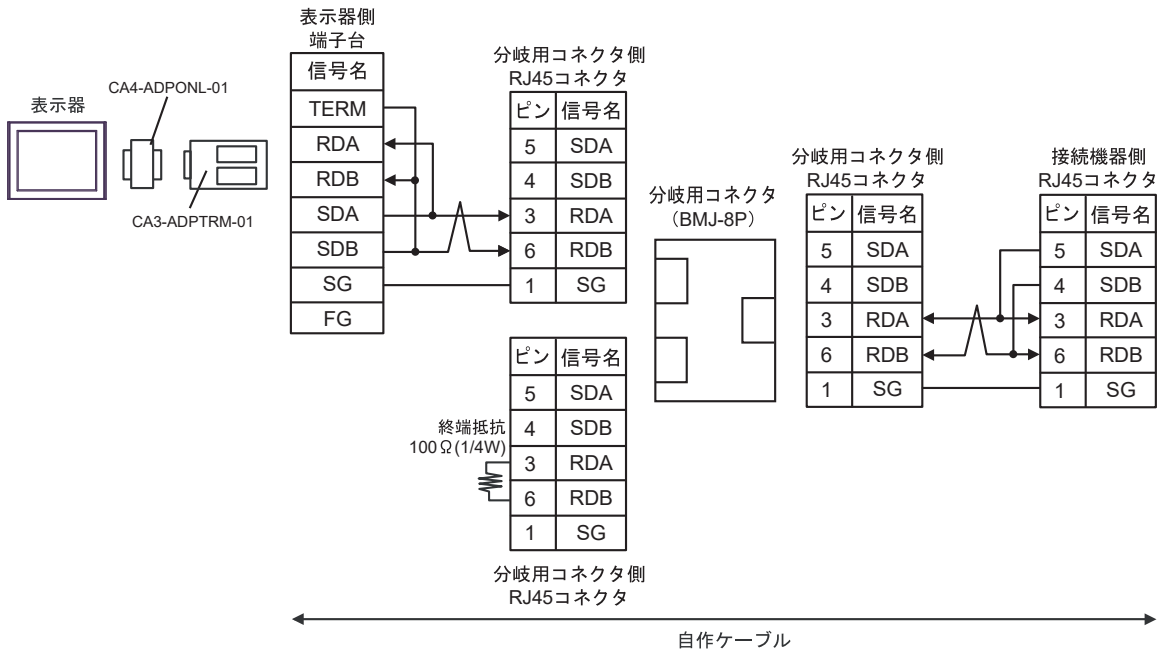 表示器
CA4-ADPONL-01
CA3-ADPTRM-01
表示器側
端子台
信号名
TERM
RDA
RDB
SDA
SDB
SG
FG
分岐用コネクタ側
RJ45コネクタ
ピン 信号名
5 SDA
4 SDB
3 RDA
6 RDB
1 SG
終端抵抗
100Ω(1/4W)
ピン 信号名
5 SDA
4 SDB
3 RDA
6 RDB
1 SG
分岐用コネクタ側
RJ45コネクタ
分岐用コネクタ
（BMJ-8P）
分岐用コネクタ側
RJ45コネクタ
ピン 信号名
5 SDA
4 SDB
3 RDA
6 RDB
1 SG
接続機器側
RJ45コネクタ
ピン 信号名
5 SDA
4 SDB
3 RDA
6 RDB
1 SG
自作ケーブル